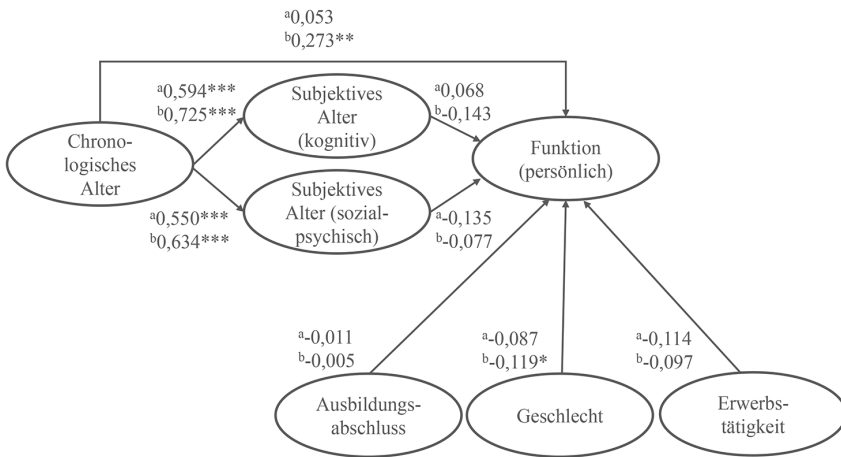 ᵃ0,053
ᵇ0,273**
ᵃ0,594***
ᵇ0,725***
Subjektives
Alter
(kognitiv)
ᵃ0,068
ᵇ-0,143
Chrono-
logisches
Alter
Funktion
(persönlich)
ᵃ0,550***
ᵇ0,634***
Subjektives
Alter (sozial-
psychisch)
ᵃ-0,135
ᵇ-0,077
ᵃ-0,011
ᵇ-0,005
ᵃ-0,087
ᵇ-0,119*
ᵃ-0,114
ᵇ-0,097
Ausbildungs-
abschluss
Geschlecht
Erwerbs-
tätigkeit